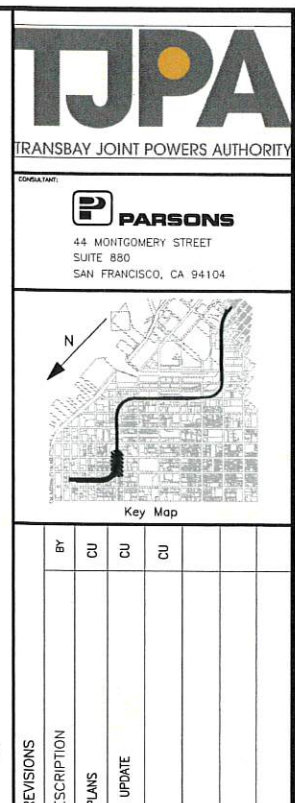 TJPA
TRANSBAY JOINT POWERS AUTHORITY
CONSULTANT:
P PARSONS
44 MONTGOMERY STREET
SUITE 880
SAN FRANCISCO, CA 94104
N
Key Map
REVISIONS
DESCRIPTION BY
PLANS CU
UPDATE CU
CU